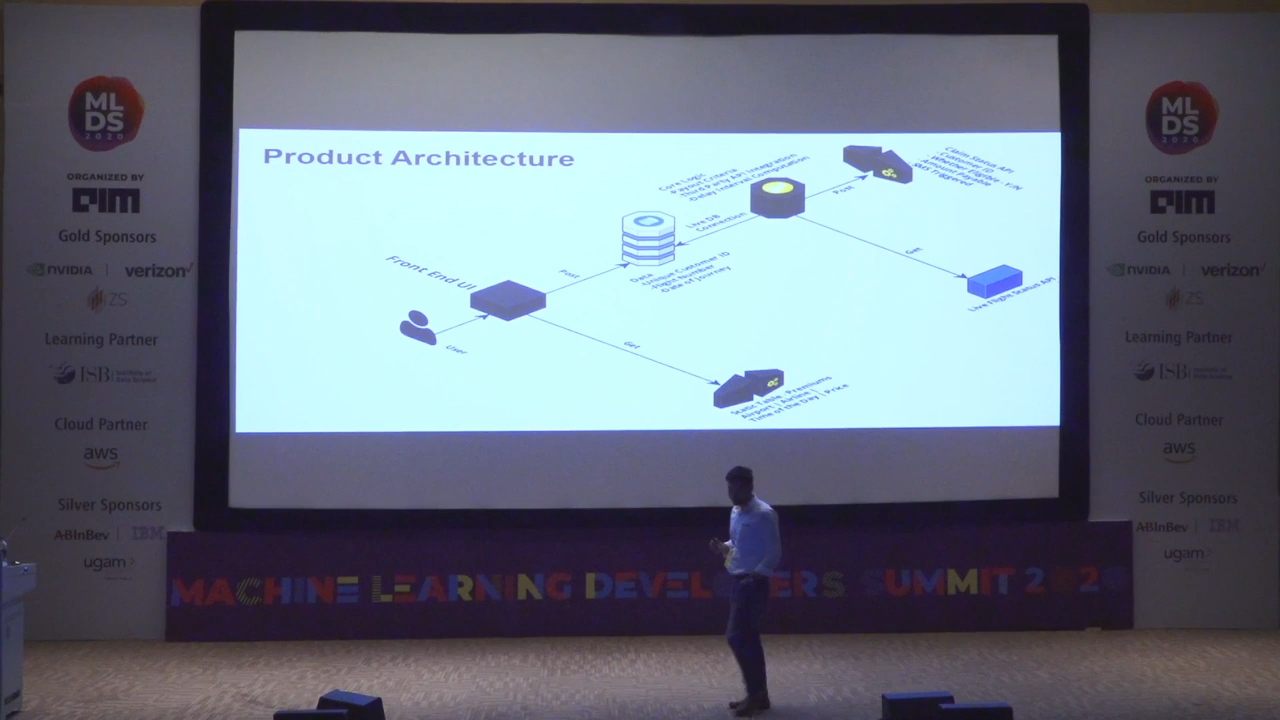 MLDS
2020
ORGANIZED BY
AIM
Gold Sponsors
NVIDIA
verizon✓
ZS
Learning Partner
ISB
Cloud Partner
aws
Silver Sponsors
ABInBev
IBM
ugam
Product Architecture
Core Logic
-Payout Criteria
-Third Party API Integration
-Delay Interval Computation
Post
Claim Status API
-Customer ID
-Whether Eligible - Y/N
-Amount Payable
-SMS Triggered
Live DB
Connection
Get
Live Flight Status API
Front End UI
Post
Data
-Unique Customer ID
-Flight Number
-Date of Journey
User
Get
Static Table - Premiums
Airport | Airline |
Time of the Day | Price
MACHINE LEARNING DEVELOPERS SUMMIT 2020
MLDS
2020
ORGANIZED BY
AIM
Gold Sponsors
NVIDIA
verizon✓
ZS
Learning Partner
ISB
Cloud Partner
aws
Silver Sponsors
ABInBev
IBM
ugam